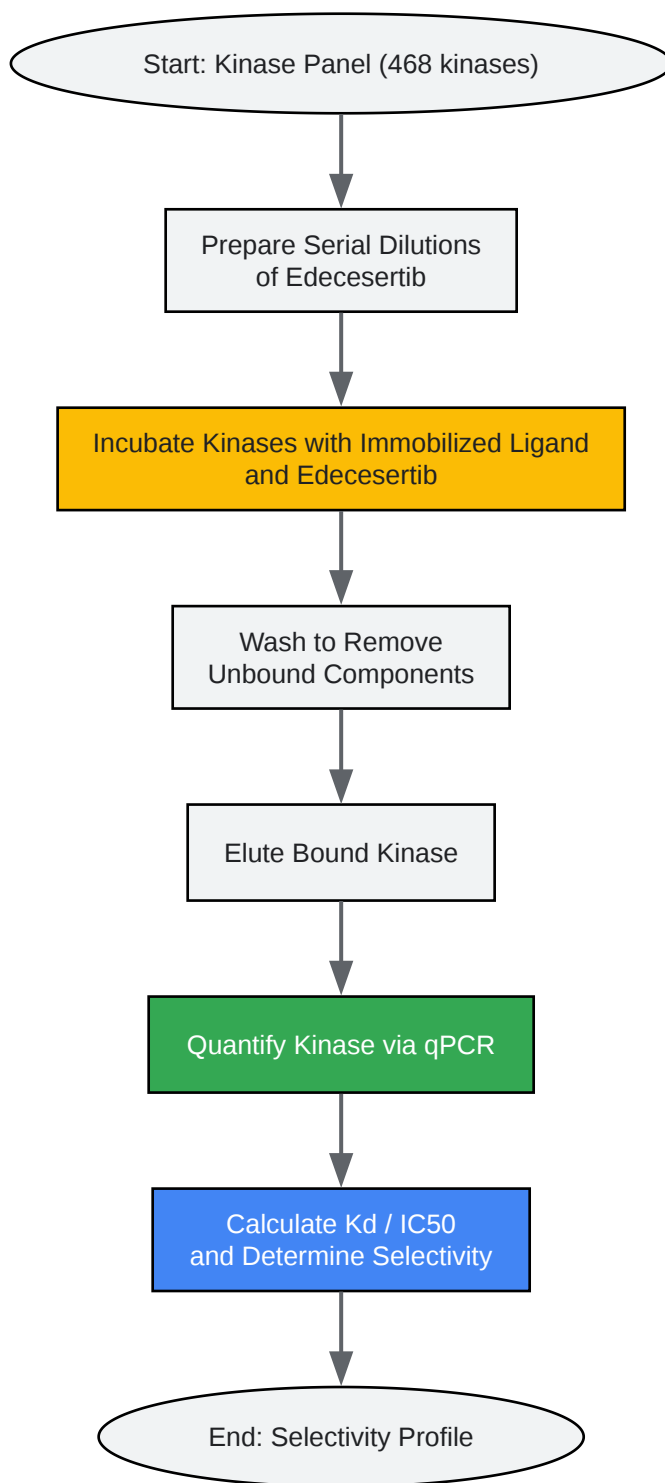 Start: Kinase Panel (468 kinases)
Prepare Serial Dilutions
of Edecesertib
Incubate Kinases with Immobilized Ligand
and Edecesertib
Wash to Remove
Unbound Components
Elute Bound Kinase
Quantify Kinase via qPCR
Calculate Kd / IC50
and Determine Selectivity
End: Selectivity Profile